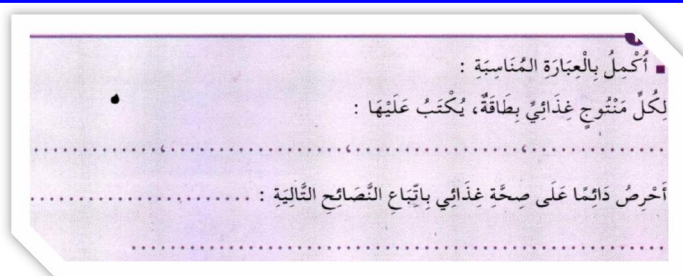 ■ أُكْمِلُ بِالْعِبَارَةِ المُنَاسِبَةِ :
لِكُلِّ مَنْتُوجٍ غِذَائِيٍّ بِطَاقَةٌ، يُكْتَبُ عَلَيْهَا :
......................،......................،......................،......................
أَحْرِصُ دَائِمًا عَلَى صِحَّةِ غِذَائِي بِاتِّبَاعِ النَّصَائِحِ التَّالِيَةِ : ......................
............................................................